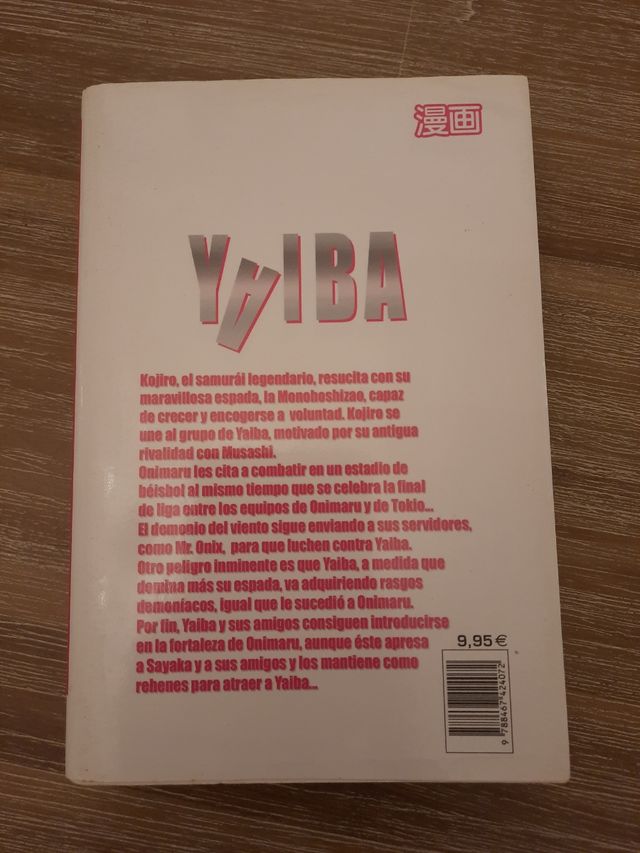 漫画
YAIBA
Kojiro, el samurái legendario, resucita con su
maravillosa espada, la Monohoshizao, capaz
de crecer y encogerse a voluntad. Kojiro se
une al grupo de Yaiba, motivado por su antigua
rivalidad con Musashi.
Onimaru les cita a combatir en un estadio de
béisbol al mismo tiempo que se celebra la final
de liga entre los equipos de Onimaru y de Tokio...
El demonio del viento sigue enviando a sus servidores,
como Mr. Onix, para que luchen contra Yaiba.
Otro peligro inminente es que Yaiba, a medida que
domina más su espada, va adquiriendo rasgos
demoníacos, igual que le sucedió a Onimaru.
Por fin, Yaiba y sus amigos consiguen introducirse
en la fortaleza de Onimaru, aunque éste apresa
a Sayaka y a sus amigos y los mantiene como
rehenes para atraer a Yaiba...
9,95 €
9 788467 424072